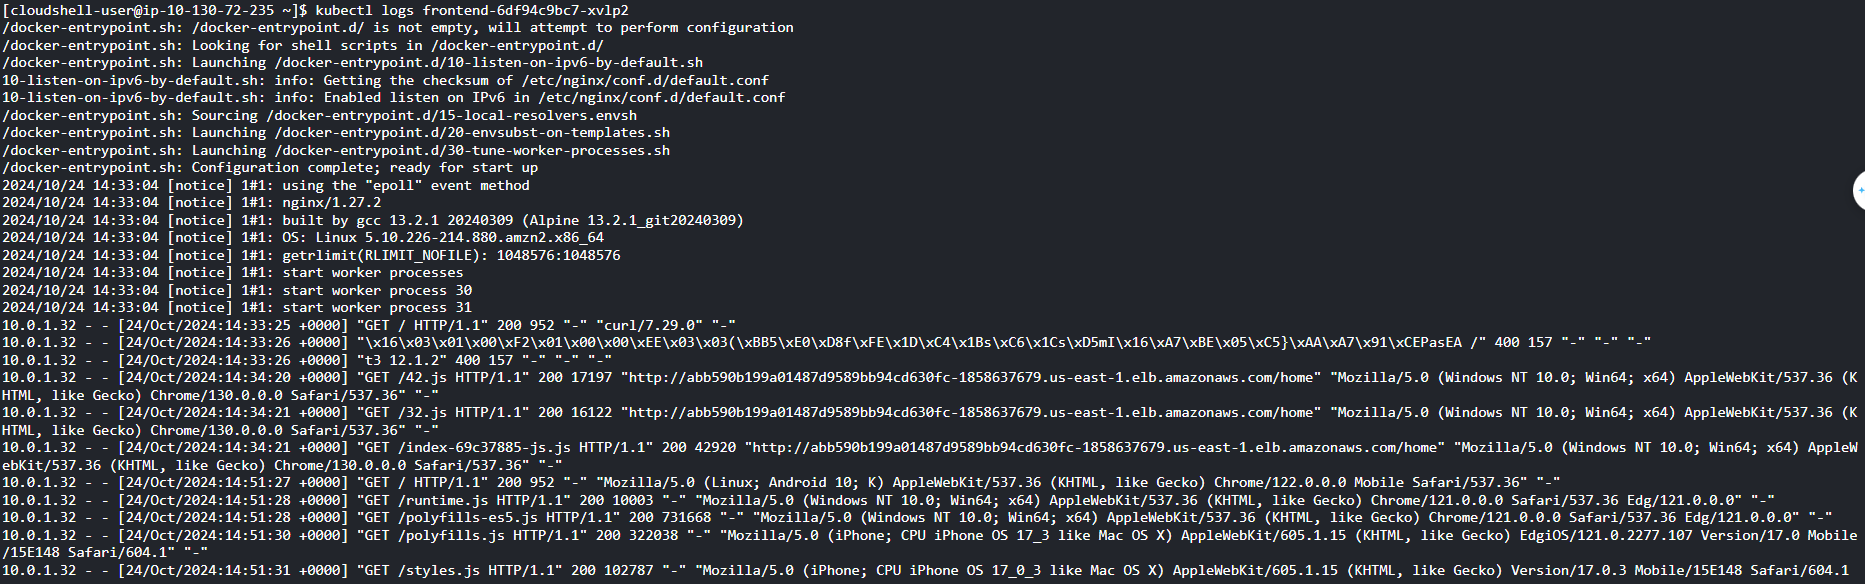 [cloudshell-user@ip-10-130-72-235 ~]$ kubectl logs frontend-6df94c9bc7-xvlp2
/docker-entrypoint.sh: /docker-entrypoint.d/ is not empty, will attempt to perform configuration
/docker-entrypoint.sh: Looking for shell scripts in /docker-entrypoint.d/
/docker-entrypoint.sh: Launching /docker-entrypoint.d/10-listen-on-ipv6-by-default.sh
10-listen-on-ipv6-by-default.sh: info: Getting the checksum of /etc/nginx/conf.d/default.conf
10-listen-on-ipv6-by-default.sh: info: Enabled listen on IPv6 in /etc/nginx/conf.d/default.conf
/docker-entrypoint.sh: Sourcing /docker-entrypoint.d/15-local-resolvers.envsh
/docker-entrypoint.sh: Launching /docker-entrypoint.d/20-envsubst-on-templates.sh
/docker-entrypoint.sh: Launching /docker-entrypoint.d/30-tune-worker-processes.sh
/docker-entrypoint.sh: Configuration complete; ready for start up
2024/10/24 14:33:04 [notice] 1#1: using the "epoll" event method
2024/10/24 14:33:04 [notice] 1#1: nginx/1.27.2
2024/10/24 14:33:04 [notice] 1#1: built by gcc 13.2.1 20240309 (Alpine 13.2.1_git20240309)
2024/10/24 14:33:04 [notice] 1#1: OS: Linux 5.10.226-214.880.amzn2.x86_64
2024/10/24 14:33:04 [notice] 1#1: getrlimit(RLIMIT_NOFILE): 1048576:1048576
2024/10/24 14:33:04 [notice] 1#1: start worker processes
2024/10/24 14:33:04 [notice] 1#1: start worker process 30
2024/10/24 14:33:04 [notice] 1#1: start worker process 31
10.0.1.32 - - [24/Oct/2024:14:33:25 +0000] "GET / HTTP/1.1" 200 952 "-" "curl/7.29.0" "-"
10.0.1.32 - - [24/Oct/2024:14:33:26 +0000] "\x16\x03\x01\x00\xF2\x01\x00\x00\xEE\x03\x03(\xBB5\xE0\xD8f\xFE\x1D\xC4\x1Bs\xC6\x1Cs\xD5mI\x16\xA7\xBE\x05\xC5}\xAA\xA7\x91\xCEPasEA /" 400 157 "-" "-" "-"
10.0.1.32 - - [24/Oct/2024:14:33:26 +0000] "t3 12.1.2" 400 157 "-" "-" "-"
10.0.1.32 - - [24/Oct/2024:14:34:20 +0000] "GET /42.js HTTP/1.1" 200 17197 "http://abb590b199a01487d9589bb94cd630fc-1858637679.us-east-1.elb.amazonaws.com/home" "Mozilla/5.0 (Windows NT 10.0; Win64; x64) AppleWebKit/537.36 (K
HTML, like Gecko) Chrome/130.0.0.0 Safari/537.36" "-"
10.0.1.32 - - [24/Oct/2024:14:34:21 +0000] "GET /32.js HTTP/1.1" 200 16122 "http://abb590b199a01487d9589bb94cd630fc-1858637679.us-east-1.elb.amazonaws.com/home" "Mozilla/5.0 (Windows NT 10.0; Win64; x64) AppleWebKit/537.36 (K
HTML, like Gecko) Chrome/130.0.0.0 Safari/537.36" "-"
10.0.1.32 - - [24/Oct/2024:14:34:21 +0000] "GET /index-69c37885-js.js HTTP/1.1" 200 42920 "http://abb590b199a01487d9589bb94cd630fc-1858637679.us-east-1.elb.amazonaws.com/home" "Mozilla/5.0 (Windows NT 10.0; Win64; x64) AppleW
ebKit/537.36 (KHTML, like Gecko) Chrome/130.0.0.0 Safari/537.36" "-"
10.0.1.32 - - [24/Oct/2024:14:51:27 +0000] "GET / HTTP/1.1" 200 952 "-" "Mozilla/5.0 (Linux; Android 10; K) AppleWebKit/537.36 (KHTML, like Gecko) Chrome/122.0.0.0 Mobile Safari/537.36" "-"
10.0.1.32 - - [24/Oct/2024:14:51:28 +0000] "GET /runtime.js HTTP/1.1" 200 10003 "-" "Mozilla/5.0 (Windows NT 10.0; Win64; x64) AppleWebKit/537.36 (KHTML, like Gecko) Chrome/121.0.0.0 Safari/537.36 Edg/121.0.0.0" "-"
10.0.1.32 - - [24/Oct/2024:14:51:28 +0000] "GET /polyfills-es5.js HTTP/1.1" 200 731668 "-" "Mozilla/5.0 (Windows NT 10.0; Win64; x64) AppleWebKit/537.36 (KHTML, like Gecko) Chrome/121.0.0.0 Safari/537.36 Edg/121.0.0.0" "-"
10.0.1.32 - - [24/Oct/2024:14:51:30 +0000] "GET /polyfills.js HTTP/1.1" 200 322038 "-" "Mozilla/5.0 (iPhone; CPU iPhone OS 17_3 like Mac OS X) AppleWebKit/605.1.15 (KHTML, like Gecko) EdgiOS/121.0.2277.107 Version/17.0 Mobile
/15E148 Safari/604.1" "-"
10.0.1.32 - - [24/Oct/2024:14:51:31 +0000] "GET /styles.js HTTP/1.1" 200 102787 "-" "Mozilla/5.0 (iPhone; CPU iPhone OS 17_0_3 like Mac OS X) AppleWebKit/605.1.15 (KHTML, like Gecko) Version/17.0.3 Mobile/15E148 Safari/604.1